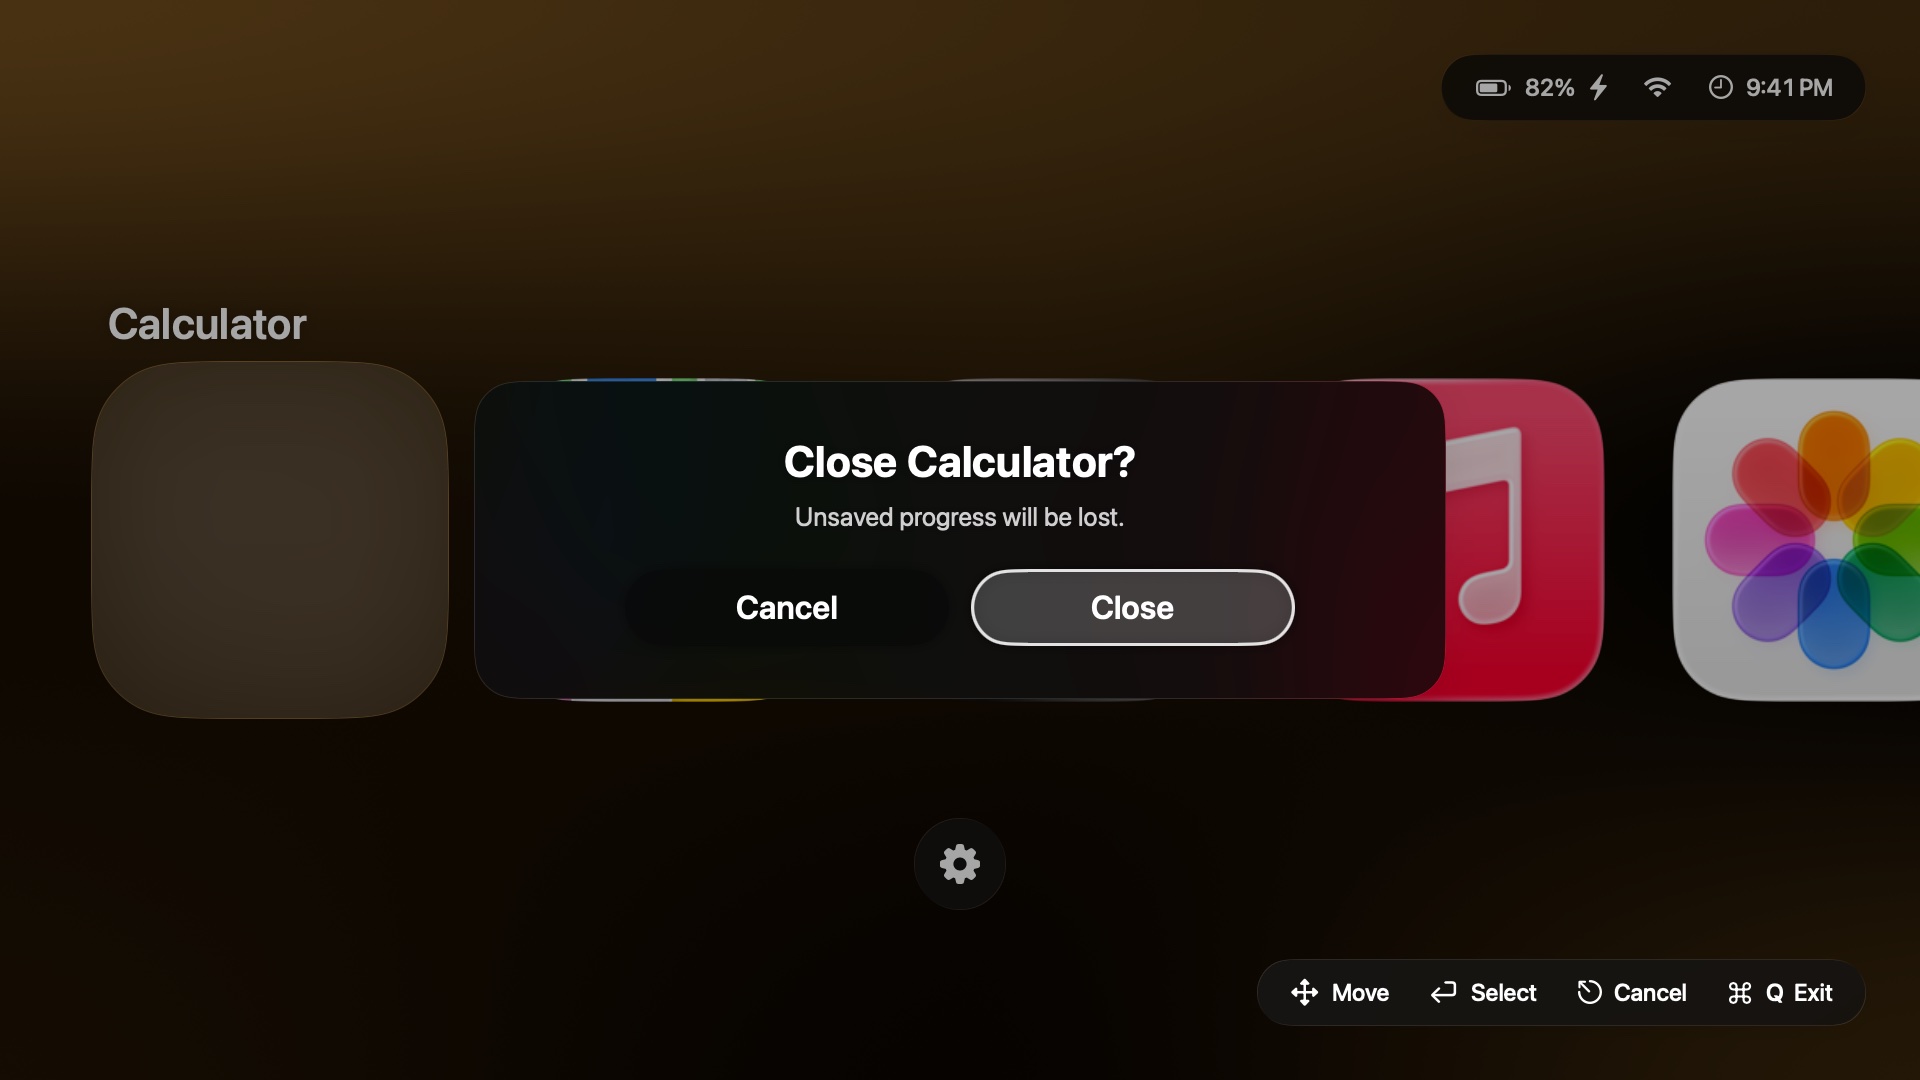 82%
9:41 PM
Calculator
Close Calculator?
Unsaved progress will be lost.
Cancel
Close
Move
Select
Cancel
⌘ Q Exit